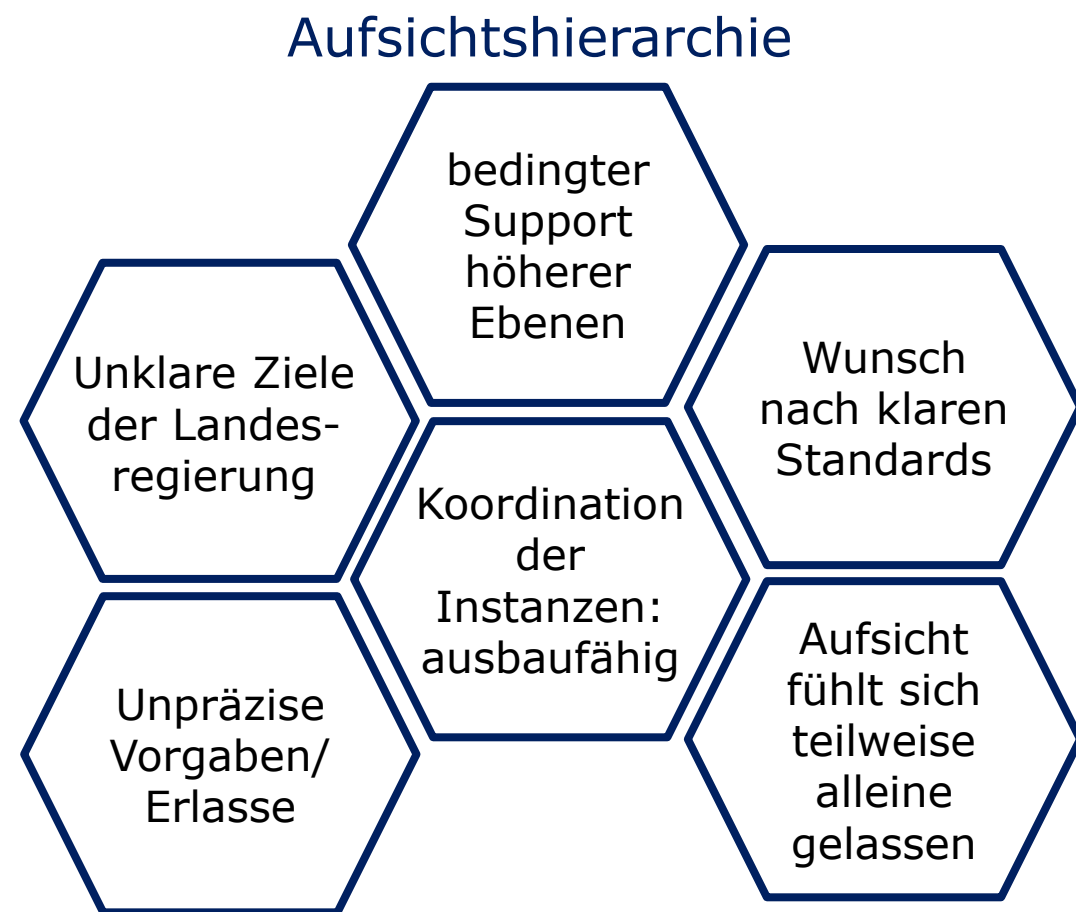 Aufsichtshierarchie
bedingter
Support
höherer
Ebenen
Unklare Ziele
der Landes-
regierung
Wunsch
nach klaren
Standards
Koordination
der
Instanzen:
ausbaufähig
Unpräzise
Vorgaben/
Erlasse
Aufsicht
fühlt sich
teilweise
alleine
gelassen